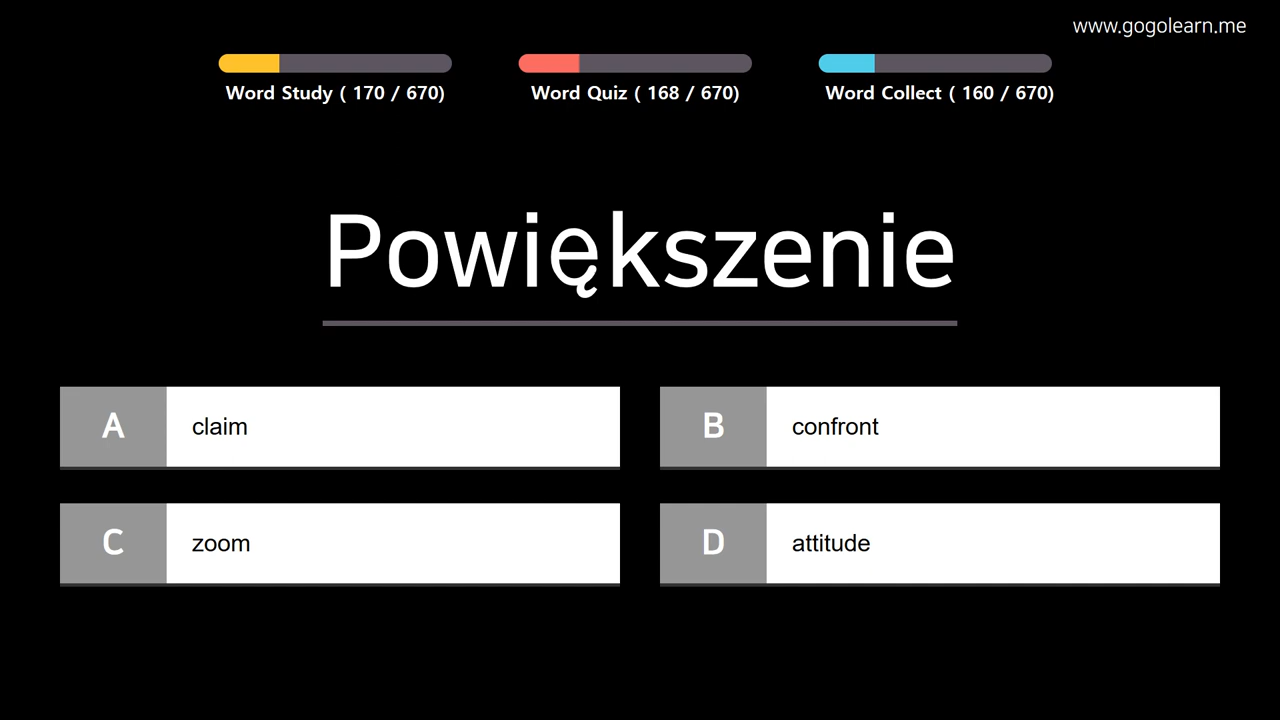 www.gogolearn.me
Word Study ( 170 / 670)
Word Quiz ( 168 / 670)
Word Collect ( 160 / 670)
Powiększenie
A claim
B confront
C zoom
D attitude